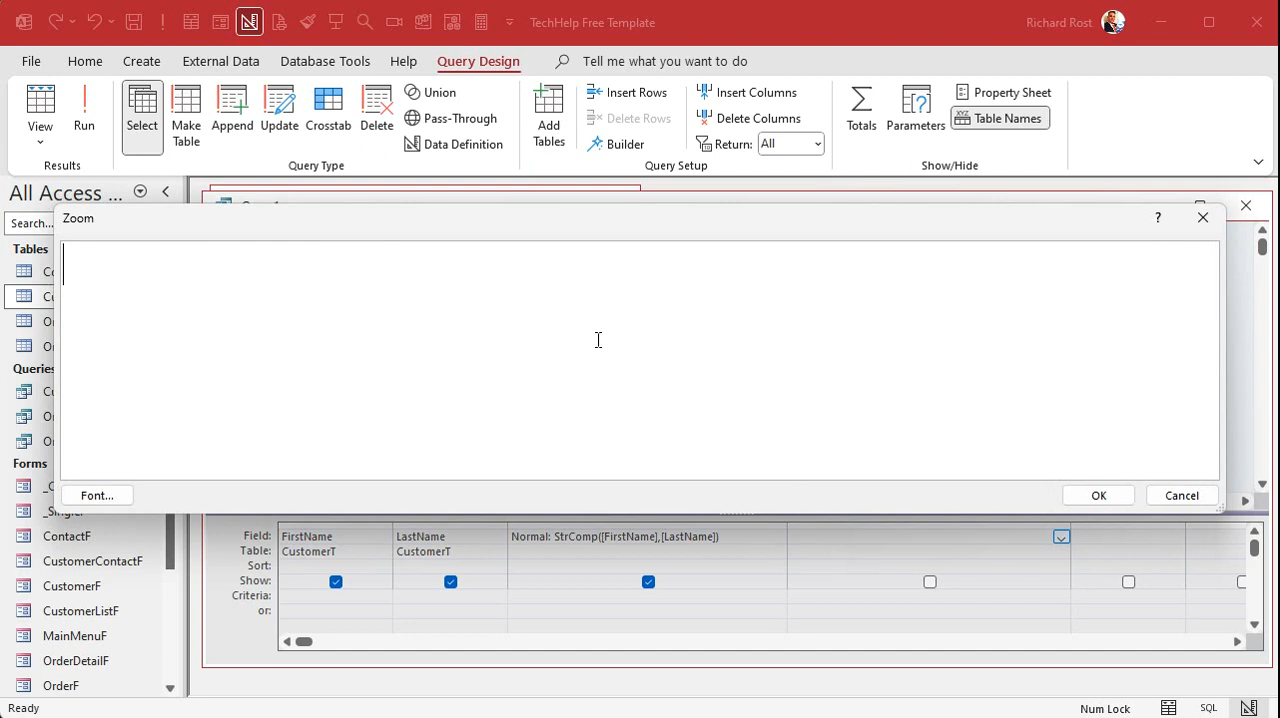 TechHelp Free Template
Richard Rost
File Home Create External Data Database Tools Help Query Design Tell me what you want to do
View
Run
Results
Select
Make Table
Append
Update
Crosstab
Delete
Union
Pass-Through
Data Definition
Query Type
Add Tables
Insert Rows
Delete Rows
Builder
Insert Columns
Delete Columns
Return: All
Query Setup
Totals
Parameters
Property Sheet
Table Names
Show/Hide
All Access ...
Search...
Tables
Queries
Forms
ContactF
CustomerContactF
CustomerF
CustomerListF
MainMenuF
OrderDetailF
OrderF
Zoom
?
Font...
OK
Cancel
Field: FirstName LastName Normal: StrComp([FirstName],[LastName])
Table: CustomerT CustomerT
Sort:
Show:
Criteria:
or:
Ready
Num Lock
SQL